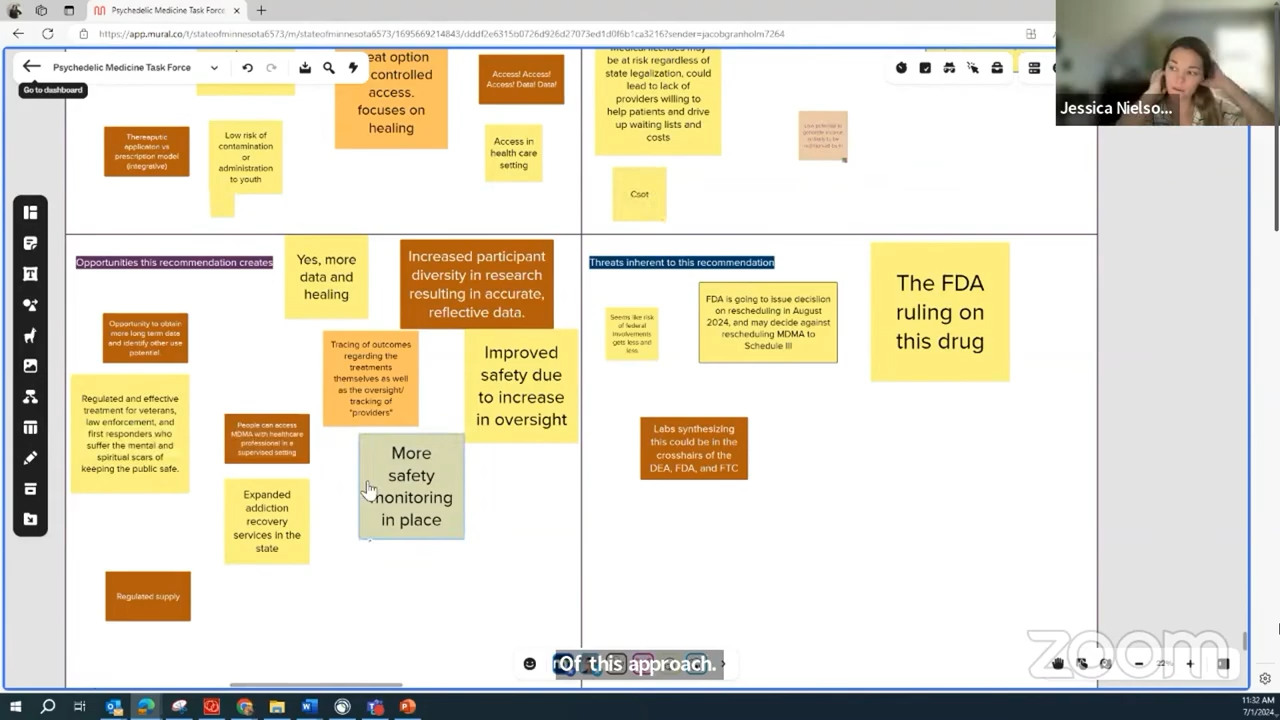 Psychedelic Medicine Task Force
https://app.mural.co/t/stateofminnesota6573/m/stateofminnesota6573/1695669214843/dddf2e6315b0726d926d27073ed1d0f6b1ca3216?sender=jacobgranholm7264
Psychedelic Medicine Task Force
Go to dashboard
Jessica Nielso...
eat option
controlled
access.
focuses on
healing
Access! Access!
Access! Data! Data!
be at risk regardless of
state legalization, could
lead to lack of
providers willing to
help patients and drive
up waiting lists and
costs
Thereaputic
applicaton vs
prescription model
(integrative)
Low risk of
contamination
or
administration
to youth
Access in
health care
setting
Csot
Opportunities this recommendation creates
Yes, more
data and
healing
Increased participant
diversity in research
resulting in accurate,
reflective data.
Opportunity to obtain
more long term data
and identify other use
potential.
Tracing of outcomes
regarding the
treatments
themselves as well
as the oversight/
tracking of
"providers"
Improved
safety due
to increase
in oversight
Regulated and effective
treatment for veterans,
law enforcement, and
first responders who
suffer the mental and
spiritual scars of
keeping the public safe.
People can access
MDMA with healthcare
professional in a
supervised setting
More
safety
monitoring
in place
Expanded
addiction
recovery
services in the
state
Regulated supply
Threats inherent to this recommendation
Seems like risk
of federal
involvements
gets less and
less
FDA is going to issue decision
on rescheduling in August
2024, and may decide against
rescheduling MDMA to
Schedule III
The FDA
ruling on
this drug
Labs synthesizing
this could be in the
crosshairs of the
DEA, FDA, and FTC
Of this approach.
zoom
22%
11:32 AM
7/1/2024